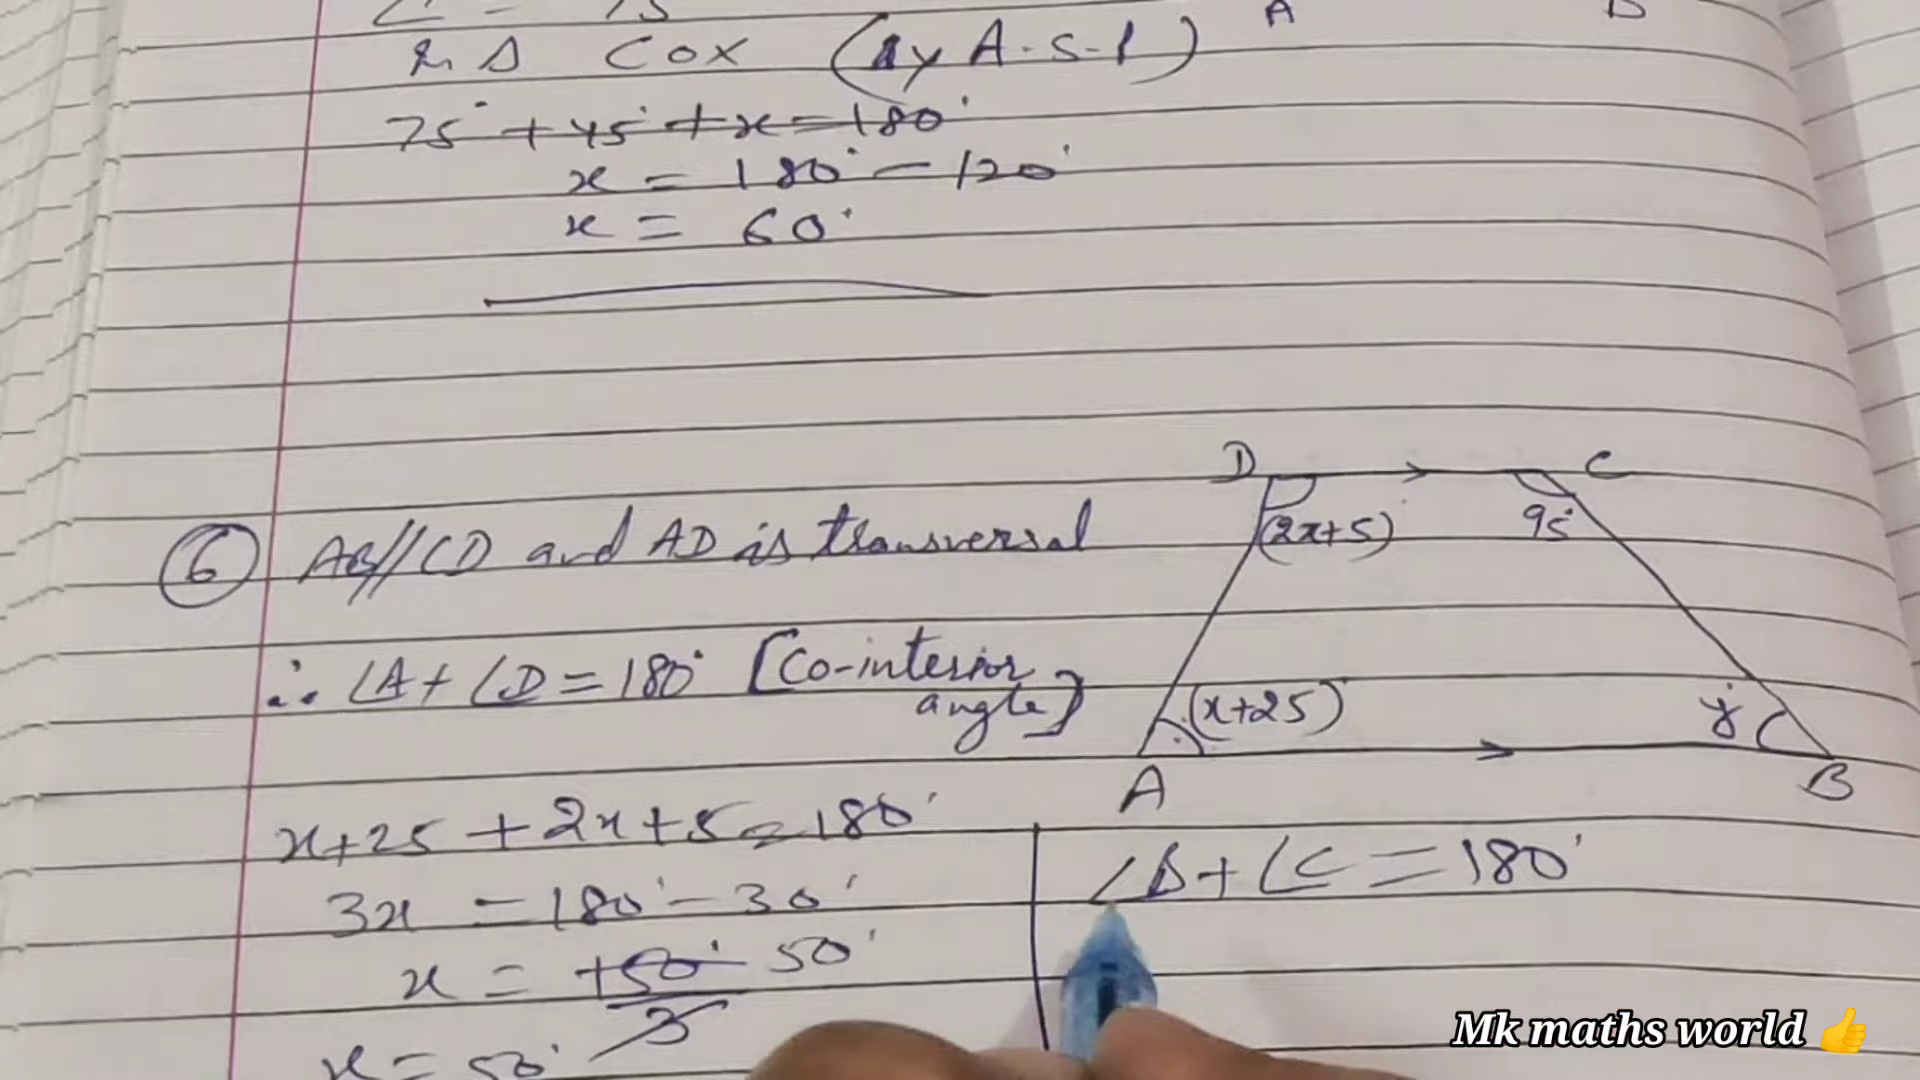 In Δ COX (by A.S.P)
75° + 45° + x = 180°
x = 180° - 120°
x = 60°
D C
(2x+5) 95°
⑥ AB//CD and AD is transversal
∴ ∠A + ∠D = 180° [Co-interior
angle]
(x+25)° y°
A B
x+25 + 2x+5 = 180°
∠B + ∠C = 180°
3x = 180° - 30°
x = 150° 50°
3
x = 50°
Mk maths world 👍